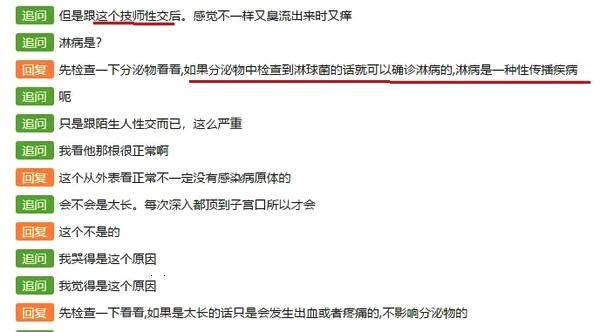 追问 但是跟这个技师性交后。感觉不一样又臭流出来时又痒
追问 淋病是?
回复 先检查一下分泌物看看,如果分泌物中检查到淋球菌的话就可以确诊淋病的,淋病是一种性传播疾病
追问 呃
追问 只是跟陌生人性交而已，这么严重
追问 我看他那根很正常啊
回复 这个从外表看正常不一定没有感染病原体的
追问 会不会是太长。每次深入都顶到子宫口所以才会
回复 这个不是的
追问 我哭得是这个原因
追问 我觉得是这个原因
回复 先检查一下看看,如果是太长的话只是会发生出血或者疼痛的,不影响分泌物的